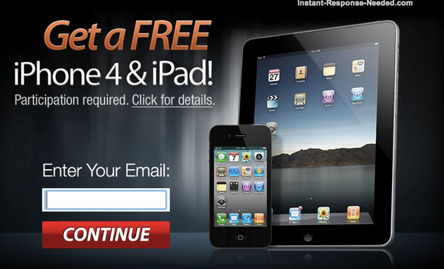 Instant-Response-Needed.com
Get a FREE
iPhone 4 & iPad!
Participation required. Click for details.
Enter Your Email:
CONTINUE